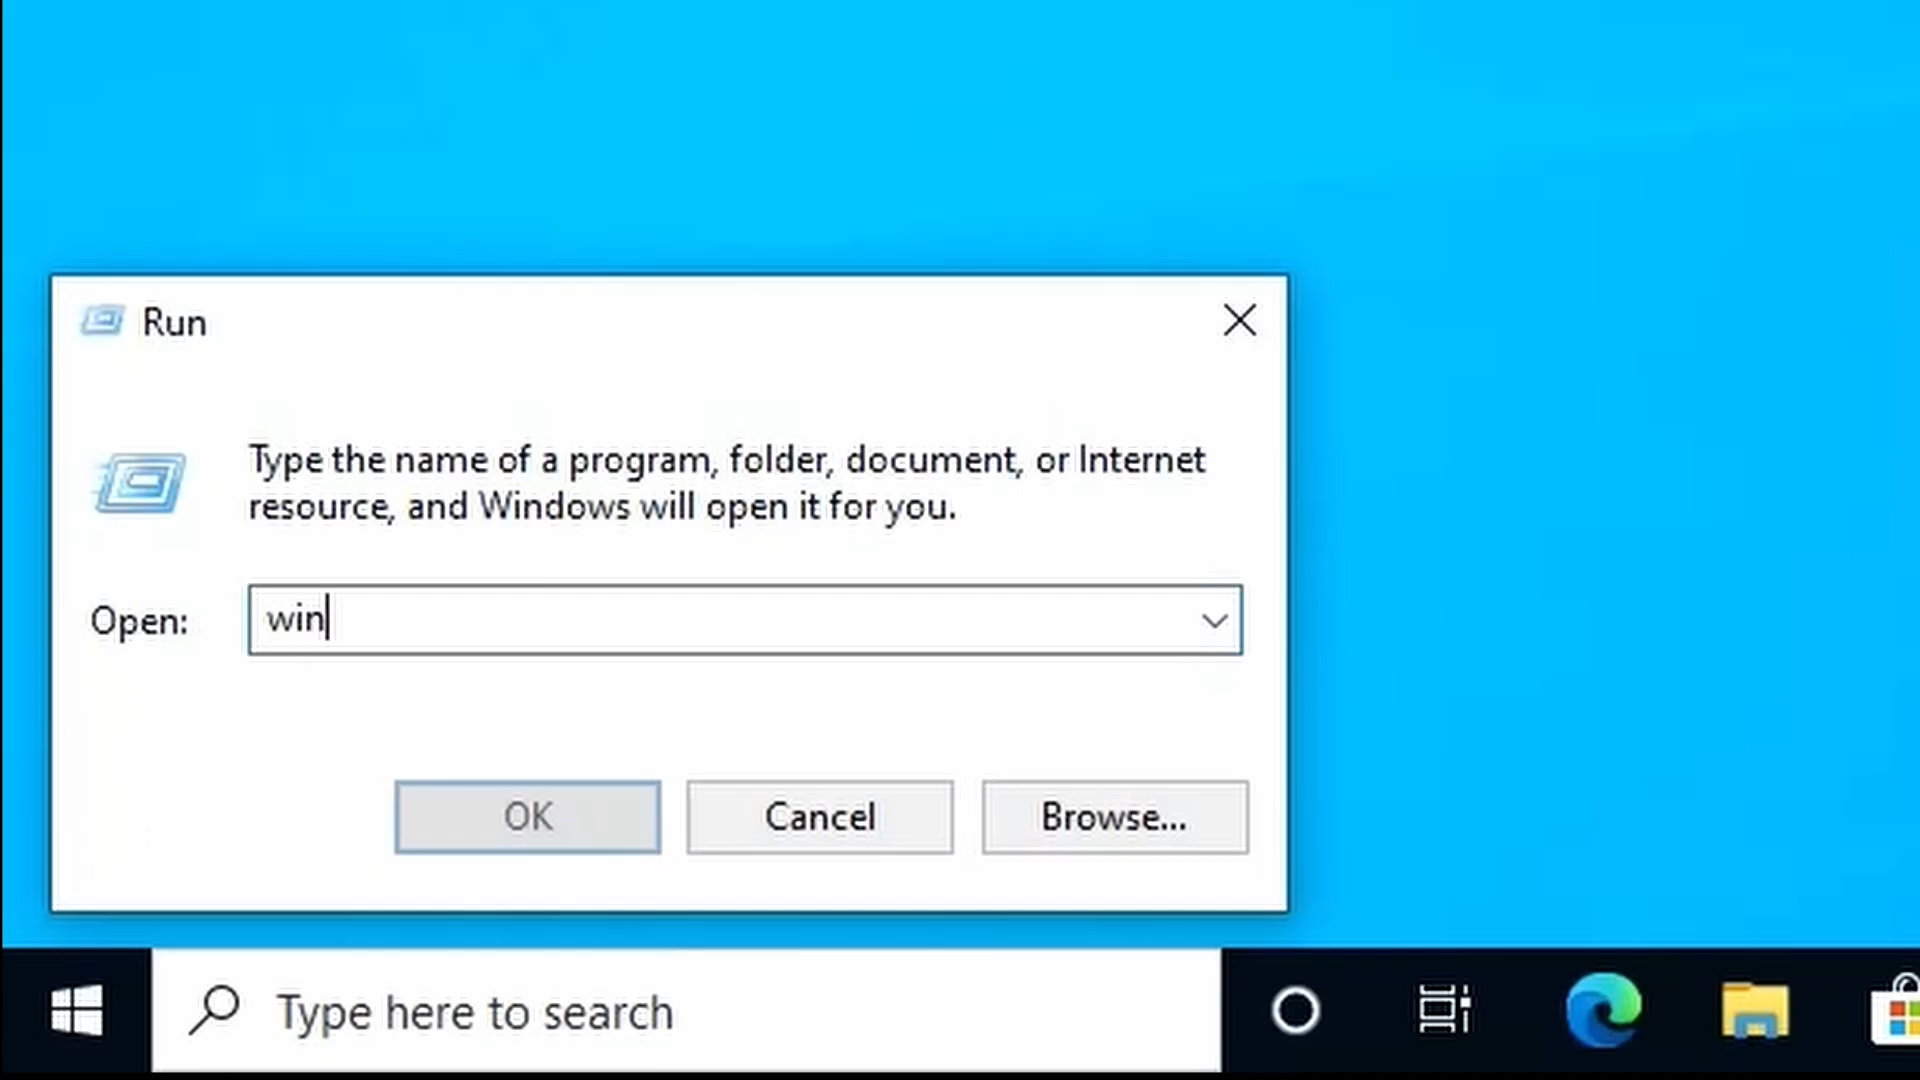 Run
Type the name of a program, folder, document, or Internet
resource, and Windows will open it for you.
Open:
win
OK
Cancel
Browse...
Type here to search